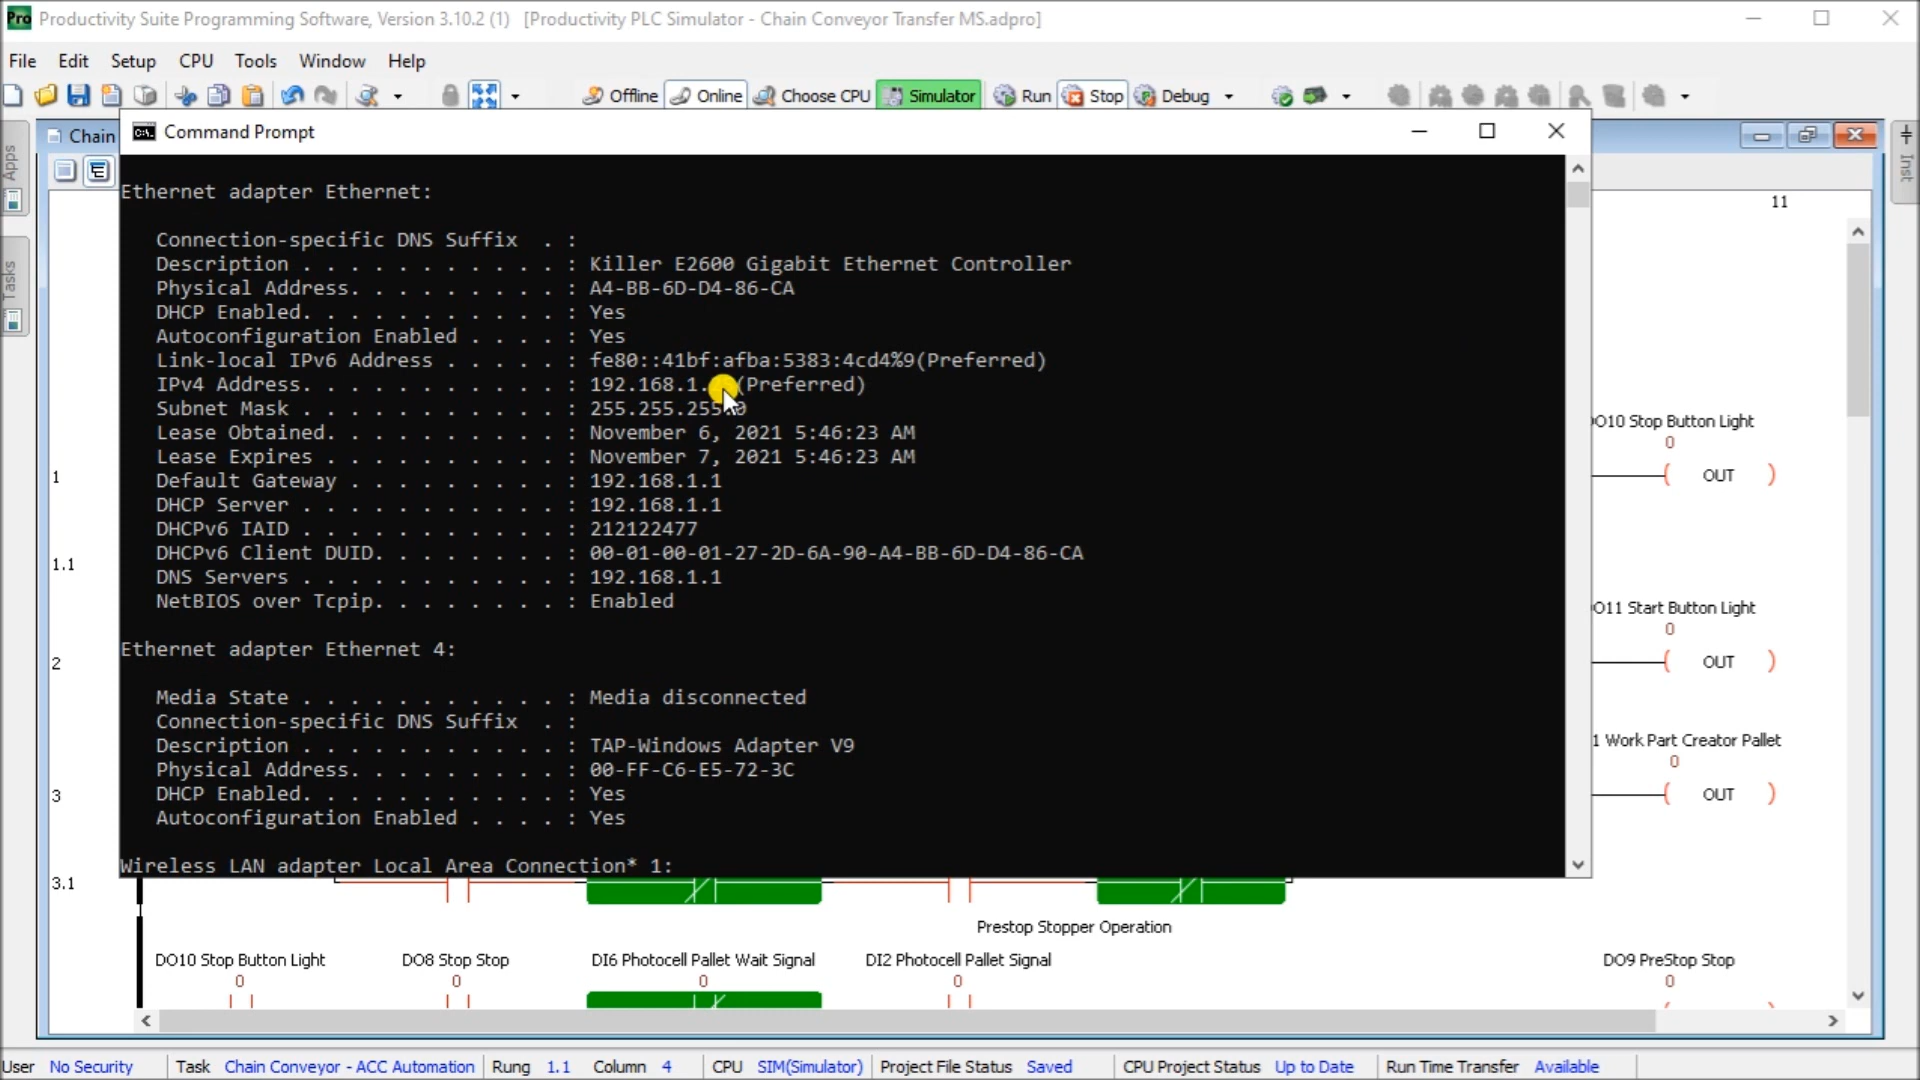 Pro Productivity Suite Programming Software, Version 3.10.2 (1) [Productivity PLC Simulator - Chain Conveyor Transfer MS.adpro]
File Edit Setup CPU Tools Window Help
Offline Online Choose CPU Simulator Run Stop Debug
Chain
Command Prompt
Apps
Tasks
Inst
11
Ethernet adapter Ethernet:
Connection-specific DNS Suffix . :
Description . . . . . . . . . . . : Killer E2600 Gigabit Ethernet Controller
Physical Address. . . . . . . . . : A4-BB-6D-D4-86-CA
DHCP Enabled. . . . . . . . . . . : Yes
Autoconfiguration Enabled . . . . : Yes
Link-local IPv6 Address . . . . . : fe80::41bf:afba:5383:4cd4%9(Preferred)
IPv4 Address. . . . . . . . . . . : 192.168.1. (Preferred)
Subnet Mask . . . . . . . . . . . : 255.255.255.0
Lease Obtained. . . . . . . . . . : November 6, 2021 5:46:23 AM
Lease Expires . . . . . . . . . . : November 7, 2021 5:46:23 AM
Default Gateway . . . . . . . . . : 192.168.1.1
DHCP Server . . . . . . . . . . . : 192.168.1.1
DHCPv6 IAID . . . . . . . . . . . : 212122477
DHCPv6 Client DUID. . . . . . . . : 00-01-00-01-27-2D-6A-90-A4-BB-6D-D4-86-CA
DNS Servers . . . . . . . . . . . : 192.168.1.1
NetBIOS over Tcpip. . . . . . . . : Enabled
Ethernet adapter Ethernet 4:
Media State . . . . . . . . . . . : Media disconnected
Connection-specific DNS Suffix . :
Description . . . . . . . . . . . : TAP-Windows Adapter V9
Physical Address. . . . . . . . . : 00-FF-C6-E5-72-3C
DHCP Enabled. . . . . . . . . . . : Yes
Autoconfiguration Enabled . . . . : Yes
Wireless LAN adapter Local Area Connection* 1:
1
1.1
2
3
3.1
DO10 Stop Button Light
0
OUT
DO11 Start Button Light
0
OUT
1 Work Part Creator Pallet
0
OUT
Prestop Stopper Operation
DO10 Stop Button Light DO8 Stop Stop DI6 Photocell Pallet Wait Signal DI2 Photocell Pallet Signal DO9 PreStop Stop
0 0 0 0 0
User No Security Task Chain Conveyor - ACC Automation Rung 1.1 Column 4 CPU SIM(Simulator) Project File Status Saved CPU Project Status Up to Date Run Time Transfer Available